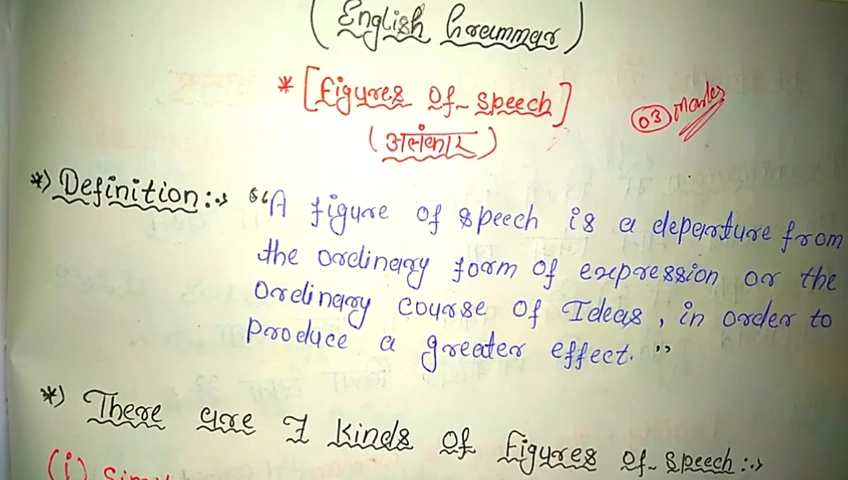 (English Grammar)
* [Figures of speech]
(अलंकार)
03 Marks
*) Definition :→ “A figure of speech is a departure from
the ordinary form of expression or the
ordinary course of Ideas, in order to
produce a greater effect.”
*) There are 7 kinds of figures of speech :→
(i)